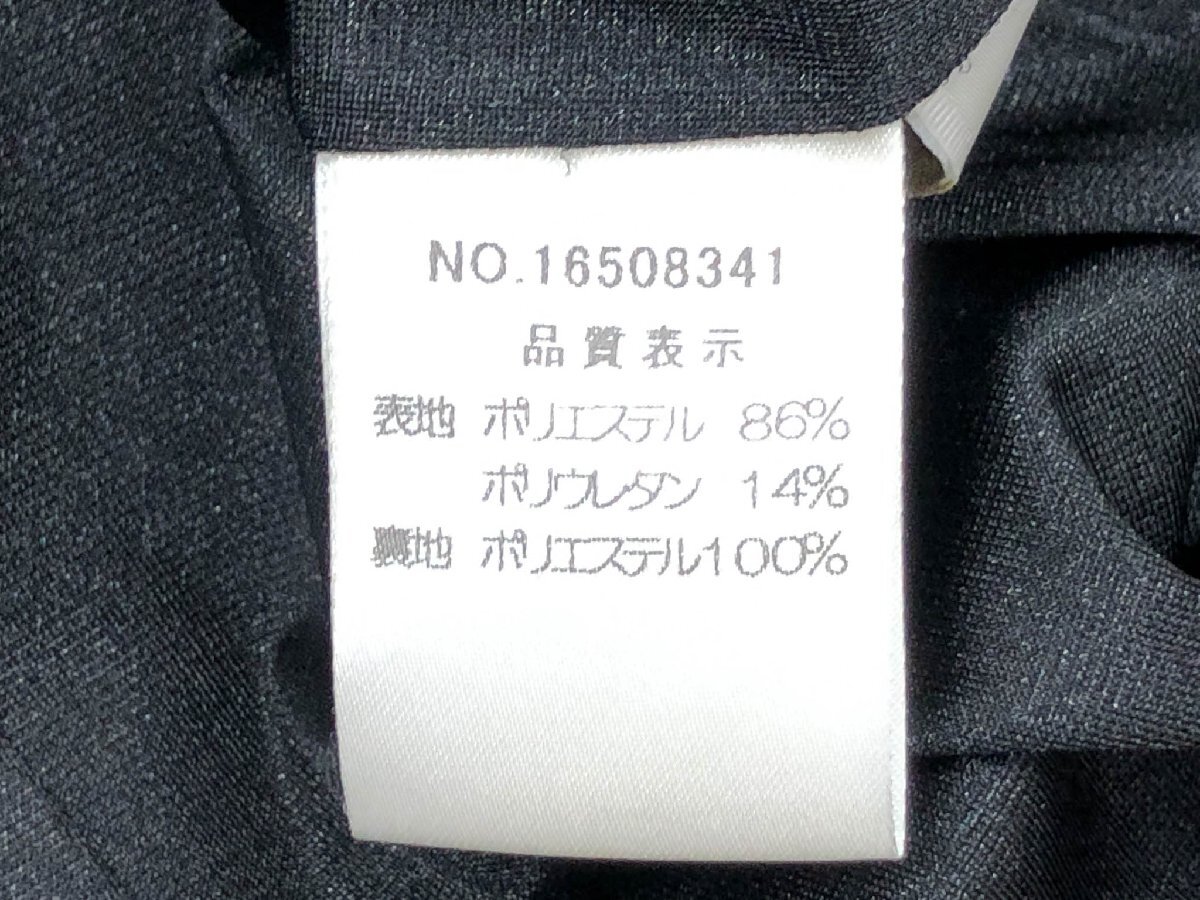 NO.16508341
品質表示
表地 ポリエステル 86%
ポリウレタン 14%
裏地 ポリエステル100%